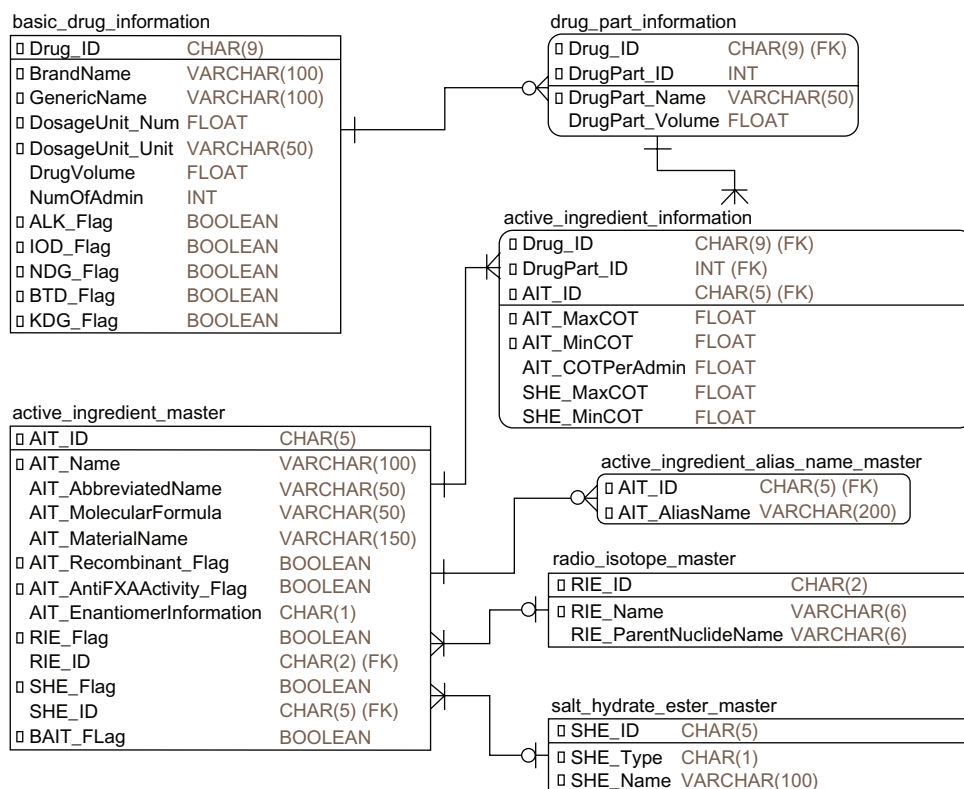 basic_drug_information
Drug_ID CHAR(9)
BrandName VARCHAR(100)
GenericName VARCHAR(100)
DosageUnit_Num FLOAT
DosageUnit_Unit VARCHAR(50)
DrugVolume FLOAT
NumOfAdmin INT
ALK_Flag BOOLEAN
IOD_Flag BOOLEAN
NDG_Flag BOOLEAN
BTD_Flag BOOLEAN
KDG_Flag BOOLEAN
drug_part_information
Drug_ID CHAR(9) (FK)
DrugPart_ID INT
DrugPart_Name VARCHAR(50)
DrugPart_Volume FLOAT
active_ingredient_information
Drug_ID CHAR(9) (FK)
DrugPart_ID INT (FK)
AIT_ID CHAR(5) (FK)
AIT_MaxCOT FLOAT
AIT_MinCOT FLOAT
AIT_COTPerAdmin FLOAT
SHE_MaxCOT FLOAT
SHE_MinCOT FLOAT
active_ingredient_master
AIT_ID CHAR(5)
AIT_Name VARCHAR(100)
AIT_AbbreviatedName VARCHAR(50)
AIT_MolecularFormula VARCHAR(50)
AIT_MaterialName VARCHAR(150)
AIT_Recombinant_Flag BOOLEAN
AIT_AntiFXAActivity_Flag BOOLEAN
AIT_EnantiomerInformation CHAR(1)
RIE_Flag BOOLEAN
RIE_ID CHAR(2) (FK)
SHE_Flag BOOLEAN
SHE_ID CHAR(5) (FK)
BAIT_FLag BOOLEAN
active_ingredient_alias_name_master
AIT_ID CHAR(5) (FK)
AIT_AliasName VARCHAR(200)
radio_isotope_master
RIE_ID CHAR(2)
RIE_Name VARCHAR(6)
RIE_ParentNuclideName VARCHAR(6)
salt_hydrate_ester_master
SHE_ID CHAR(5)
SHE_Type CHAR(1)
SHE_Name VARCHAR(100)